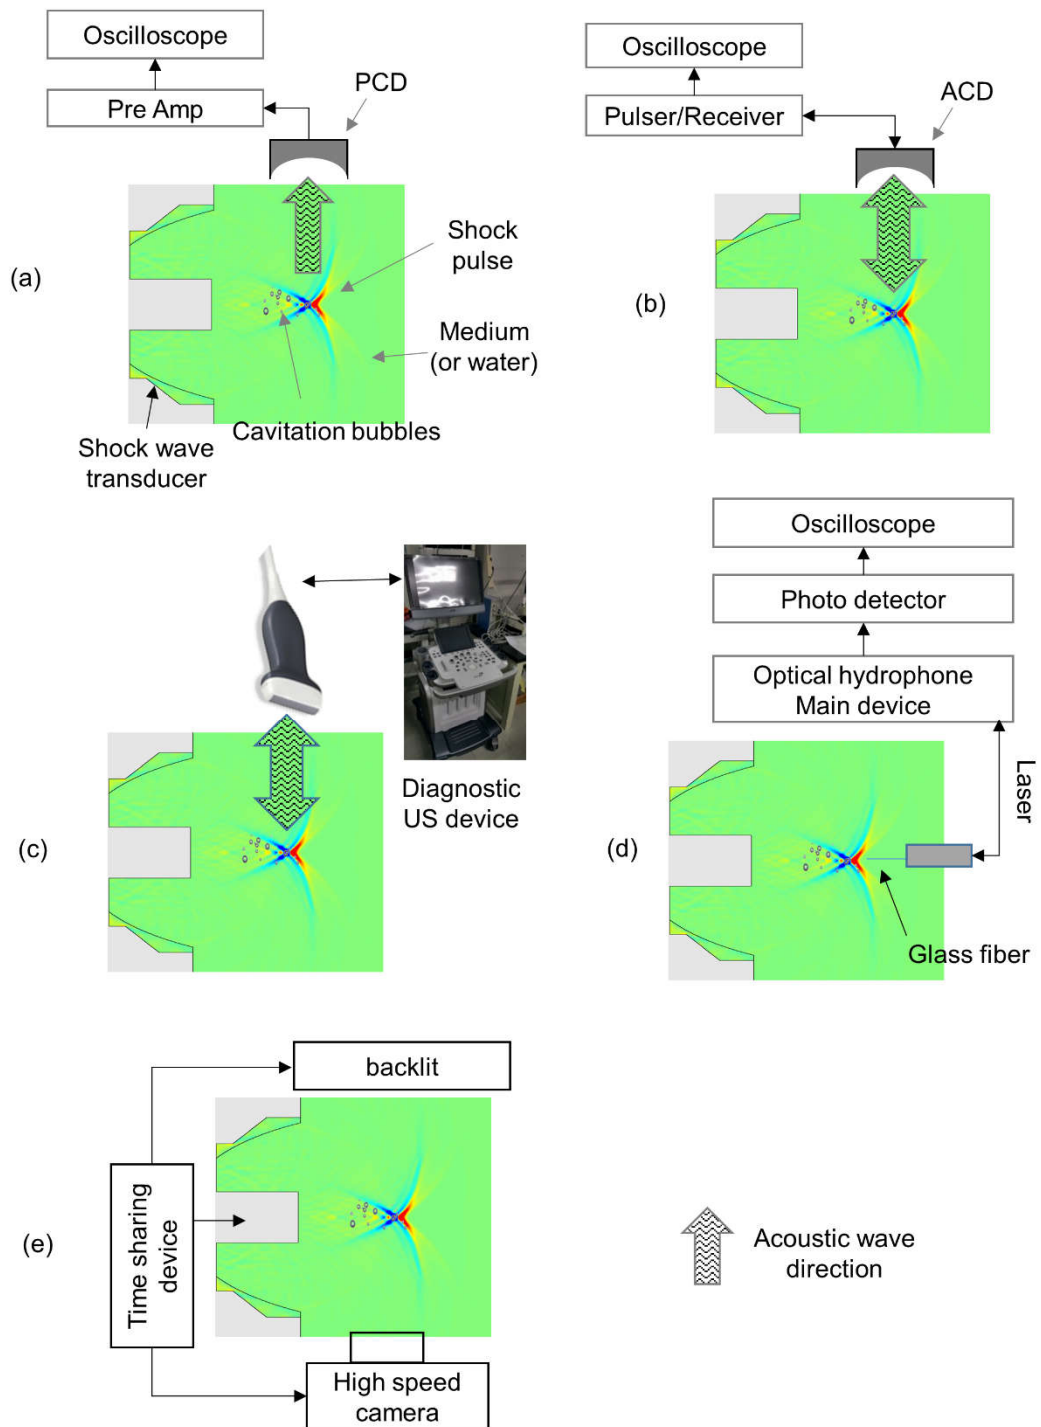 Oscilloscope
Pre Amp
PCD
(a)
Shock
pulse
Medium
(or water)
Cavitation bubbles
Shock wave
transducer
Oscilloscope
Pulser/Receiver
ACD
(b)
(c)
Diagnostic
US device
Oscilloscope
Photo detector
Optical hydrophone
Main device
Laser
(d)
Glass fiber
(e)
backlit
Time sharing
device
High speed
camera
Acoustic wave
direction